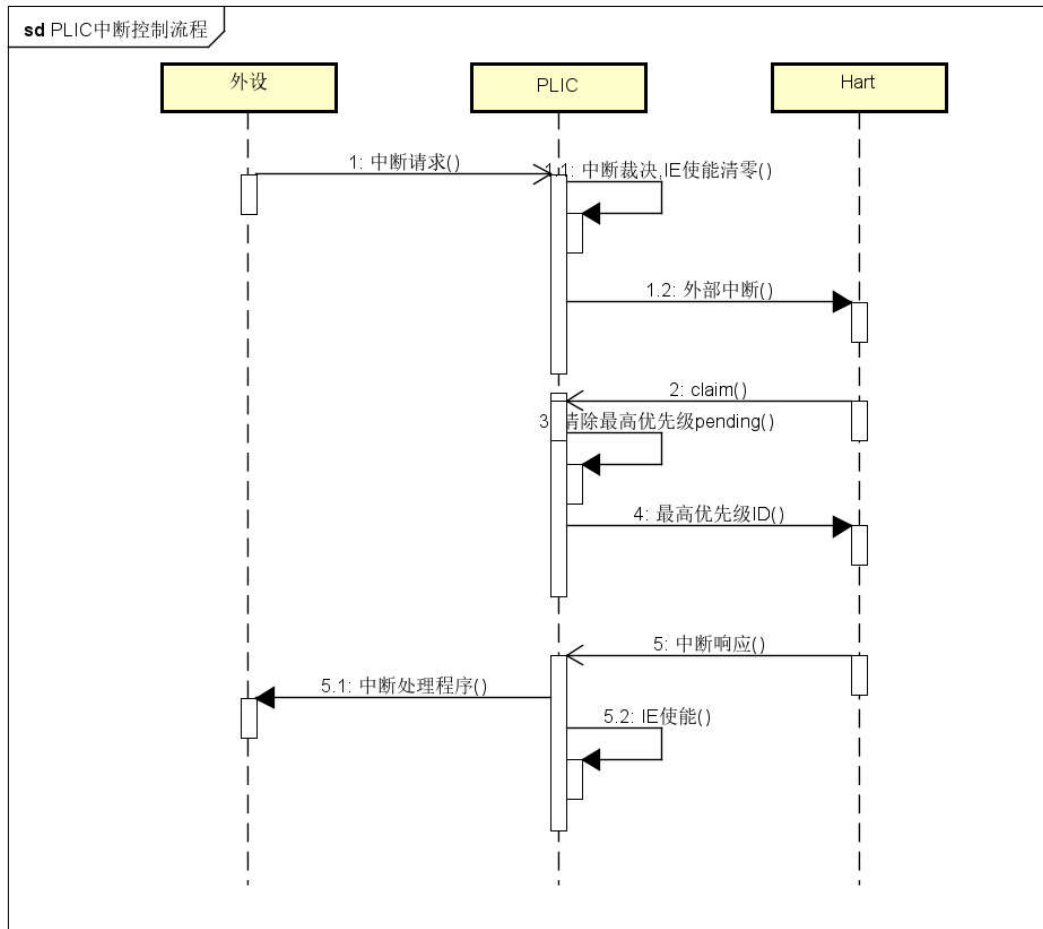 sd PLIC中断控制流程
外设
PLIC
Hart
1: 中断请求()
1.1: 中断裁决,IE使能清零()
1.2: 外部中断()
2: claim()
3: 清除最高优先级pending()
4: 最高优先级ID()
5: 中断响应()
5.1: 中断处理程序()
5.2: IE使能()